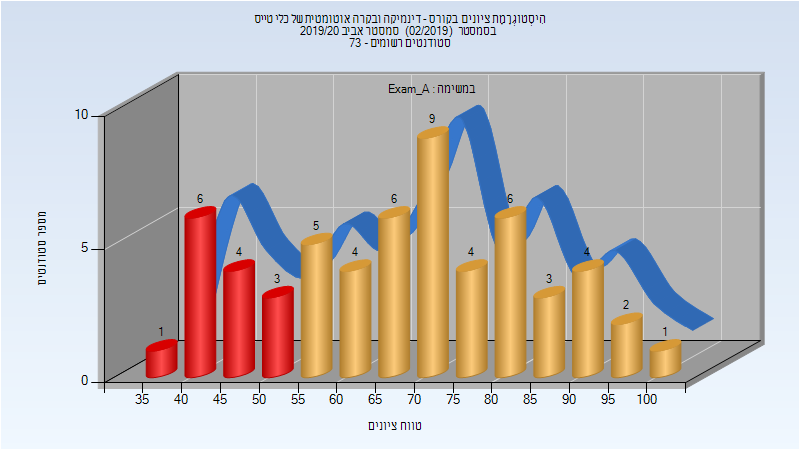 היסטוגרמת ציונים בקורס - דינמיקה ובקרה אוטומטית של כלי טייס
בסמסטר (02/2019) סמסטר אביב 2019/20
סטודנטים רשומים - 73
במשימה : Exam_A
מספר סטודנטים
10
5
0
1
6
4
3
5
4
6
9
4
6
3
4
2
1
35 40 45 50 55 60 65 70 75 80 85 90 95 100
טווח ציונים